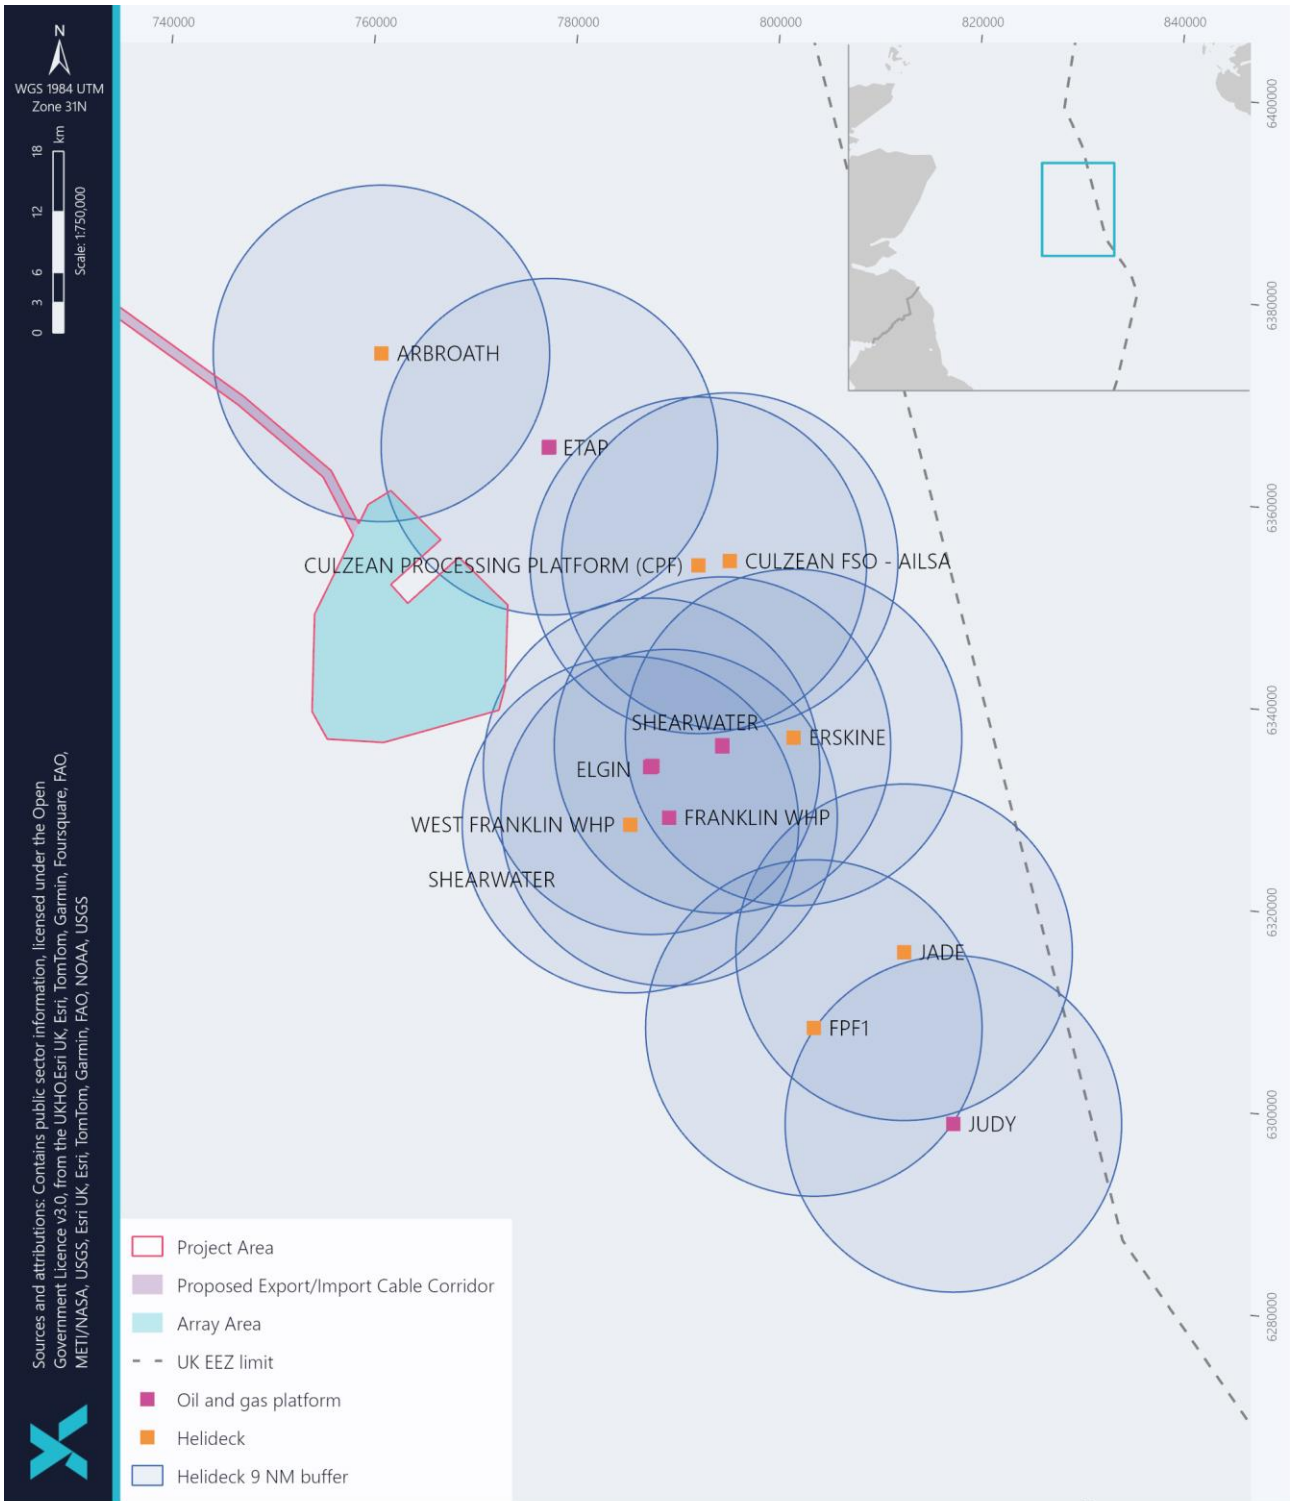 740000
760000
780000
800000
820000
840000
N
WGS 1984 UTM
Zone 31N
km
18
12
6
3
0
Scale: 1:750,000
6400000
6380000
6360000
6340000
6320000
6300000
6280000
ARBROATH
ETAP
CULZEAN PROCESSING PLATFORM (CPF)
CULZEAN FSO - AILSA
SHEARWATER
ERSKINE
ELGIN
FRANKLIN WHP
WEST FRANKLIN WHP
SHEARWATER
JADE
FPF1
JUDY
Sources and attributions: Contains public sector information, licensed under the Open
Government Licence v3.0, from the UKHO.Esri UK, Esri, TomTom, Garmin, Foursquare, FAO,
METI/NASA, USGS, Esri UK, Esri, TomTom, Garmin, FAO, NOAA, USGS
Project Area
Proposed Export/Import Cable Corridor
Array Area
UK EEZ limit
Oil and gas platform
Helideck
Helideck 9 NM buffer